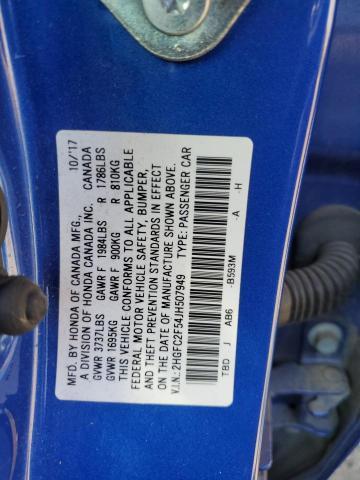 MFD. BY HONDA OF CANADA MFG., 10/'17
A DIVISION OF HONDA CANADA INC. CANADA
GVWR 3737LBS GAWR F 1984LBS R 1786LBS
GVWR 1695KG GAWR F 900KG R 810KG
THIS VEHICLE CONFORMS TO ALL APPLICABLE
FEDERAL MOTOR VEHICLE SAFETY, BUMPER,
AND THEFT PREVENTION STANDARDS IN EFFECT
ON THE DATE OF MANUFACTURE SHOWN ABOVE.
V.I.N.: 2HGFC2F54JH507949 TYPE: PASSENGER CAR
TBD J AB6 -B593M -A -H